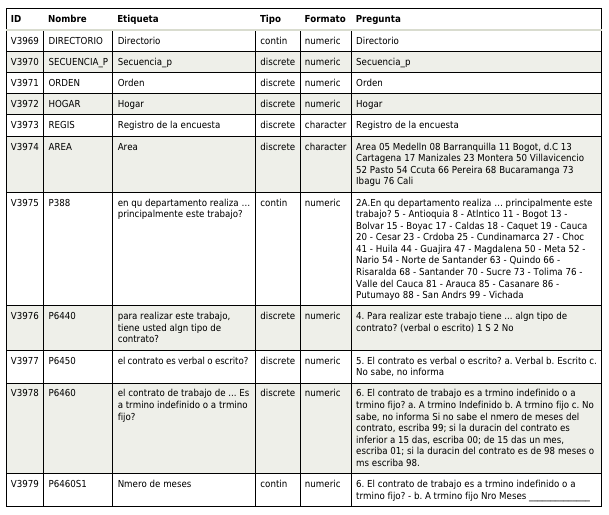 ID Nombre Etiqueta Tipo Formato Pregunta
V3969 DIRECTORIO Directorio contin numeric Directorio
V3970 SECUENCIA_P Secuencia_p discrete numeric Secuencia_p
V3971 ORDEN Orden discrete numeric Orden
V3972 HOGAR Hogar discrete numeric Hogar
V3973 REGIS Registro de la encuesta discrete character Registro de la encuesta
V3974 AREA Area discrete character Area 05 Medelln 08 Barranquilla 11 Bogot, d.C 13
Cartagena 17 Manizales 23 Montera 50 Villavicencio
52 Pasto 54 Ccuta 66 Pereira 68 Bucaramanga 73
Ibagu 76 Cali
V3975 P388 en qu departamento realiza ... contin numeric 2A.En qu departamento realiza ... principalmente este
principalmente este trabajo? trabajo? 5 - Antioquia 8 - Atlntico 11 - Bogot 13 -
Bolvar 15 - Boyac 17 - Caldas 18 - Caquet 19 - Cauca
20 - Cesar 23 - Crdoba 25 - Cundinamarca 27 - Choc
41 - Huila 44 - Guajira 47 - Magdalena 50 - Meta 52 -
Nario 54 - Norte de Santander 63 - Quindo 66 -
Risaralda 68 - Santander 70 - Sucre 73 - Tolima 76 -
Valle del Cauca 81 - Arauca 85 - Casanare 86 -
Putumayo 88 - San Andrs 99 - Vichada
V3976 P6440 para realizar este trabajo, discrete numeric 4. Para realizar este trabajo tiene ... algn tipo de
tiene usted algn tipo de contrato? (verbal o escrito) 1 S 2 No
contrato?
V3977 P6450 el contrato es verbal o escrito? discrete numeric 5. El contrato es verbal o escrito? a. Verbal b. Escrito c.
No sabe, no informa
V3978 P6460 el contrato de trabajo de ... Es discrete numeric 6. El contrato de trabajo es a trmino indefinido o a
a trmino indefinido o a trmino trmino fijo? a. A trmino Indefinido b. A trmino fijo c. No
fijo? sabe, no informa Si no sabe el nmero de meses del
contrato, escriba 99; si la duracin del contrato es
inferior a 15 das, escriba 00; de 15 das un mes,
escriba 01; si la duracin del contrato es de 98 meses o
ms escriba 98.
V3979 P6460S1 Nmero de meses contin numeric 6. El contrato de trabajo es a trmino indefinido o a
trmino fijo? - b. A trmino fijo Nro Meses _____________